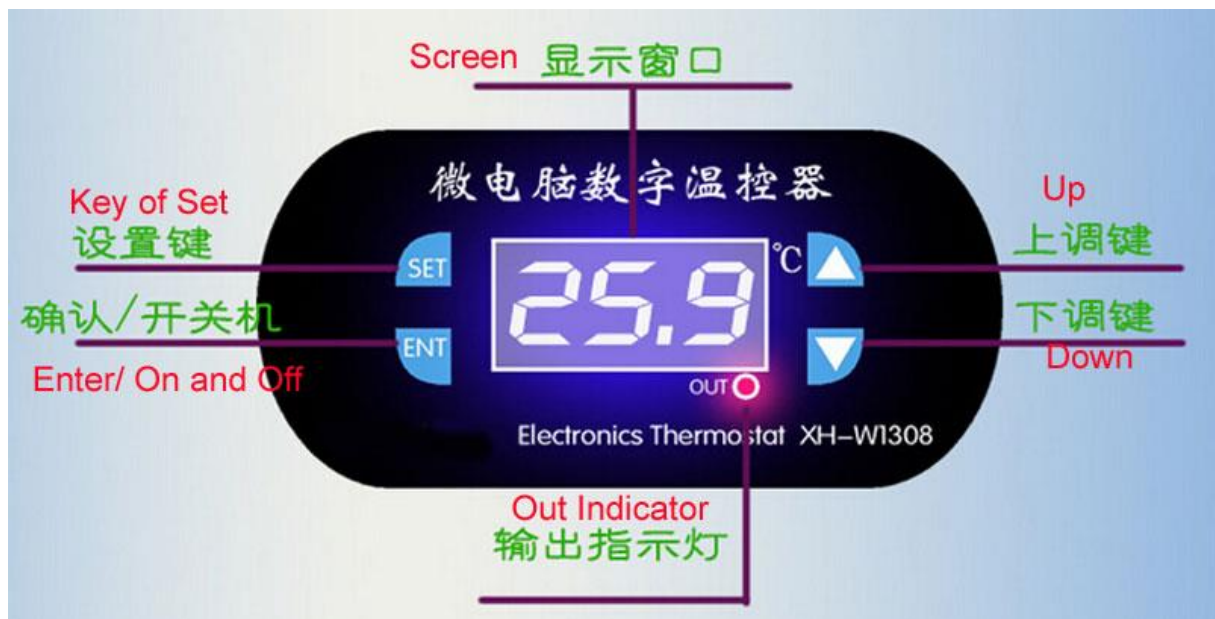 Screen 显示窗口
微电脑数字温控器
Key of Set
设置键
SET
25.9
°C
Up
上调键
确认/开关机
ENT
下调键
Enter/ On and Off
Down
OUT
Electronics Thermostat XH-W1308
Out Indicator
输出指示灯